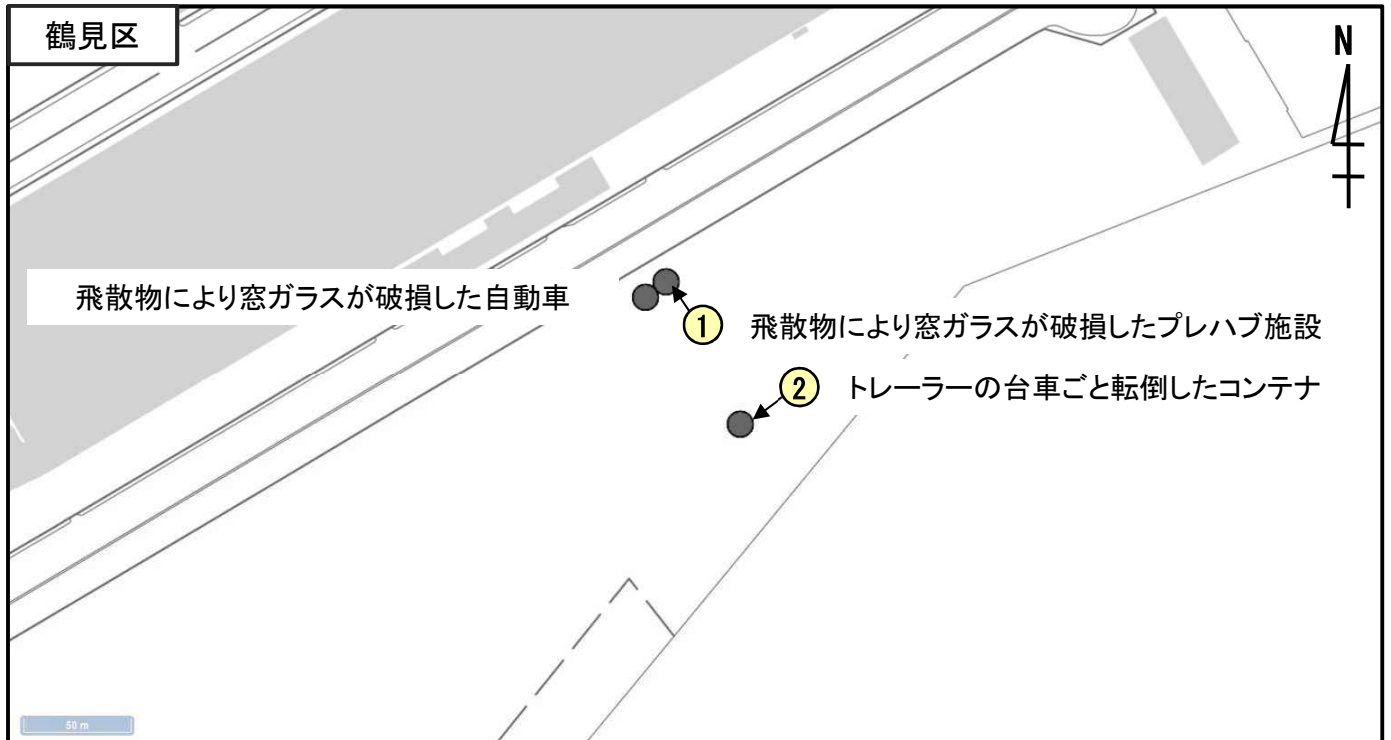 鶴見区
N
飛散物により窓ガラスが破損した自動車
1 飛散物により窓ガラスが破損したプレハブ施設
2 トレーラーの台車ごと転倒したコンテナ
50 m